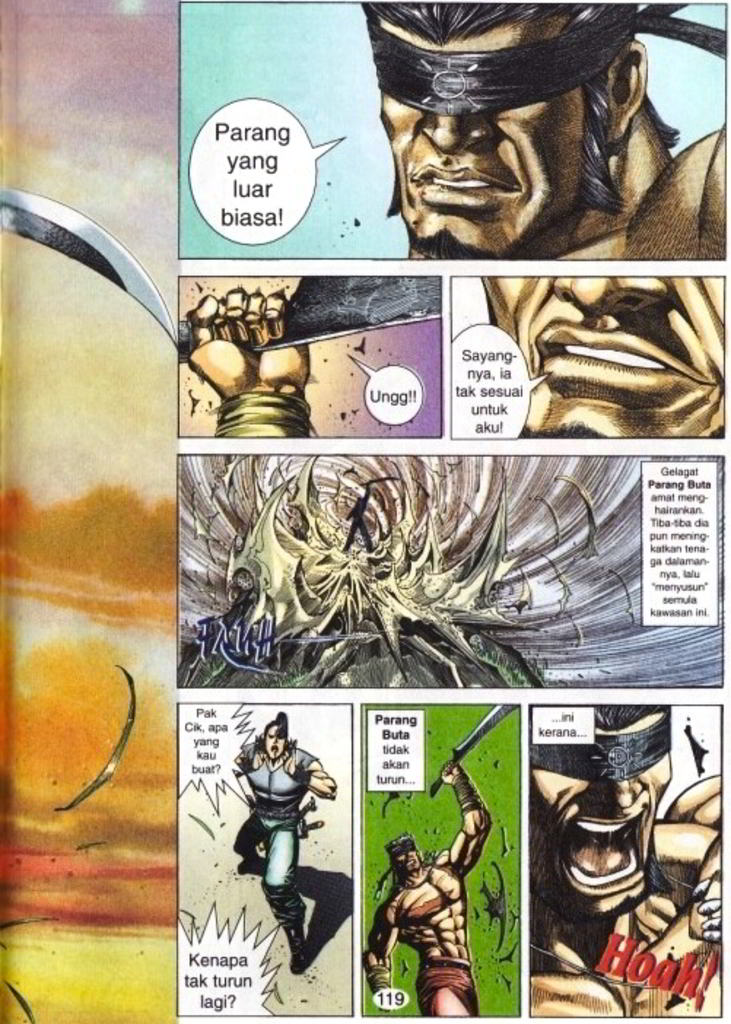 Parang
yang
luar
biasa!
Ungg!!
Sayang-
nya, ia
tak sesuai
untuk
aku!
Gelagat
Parang Buta
amat meng-
hairankan.
Tiba-tiba dia
pun mening-
katkan tena-
ga dalaman-
nya, lalu
"menyusun"
semula
kawasan ini.
Pak
Cik, apa
yang
kau
buat?
Kenapa
tak turun
lagi?
Parang
Buta
tidak
akan
turun...
...ini
kerana...
Hoah!
119